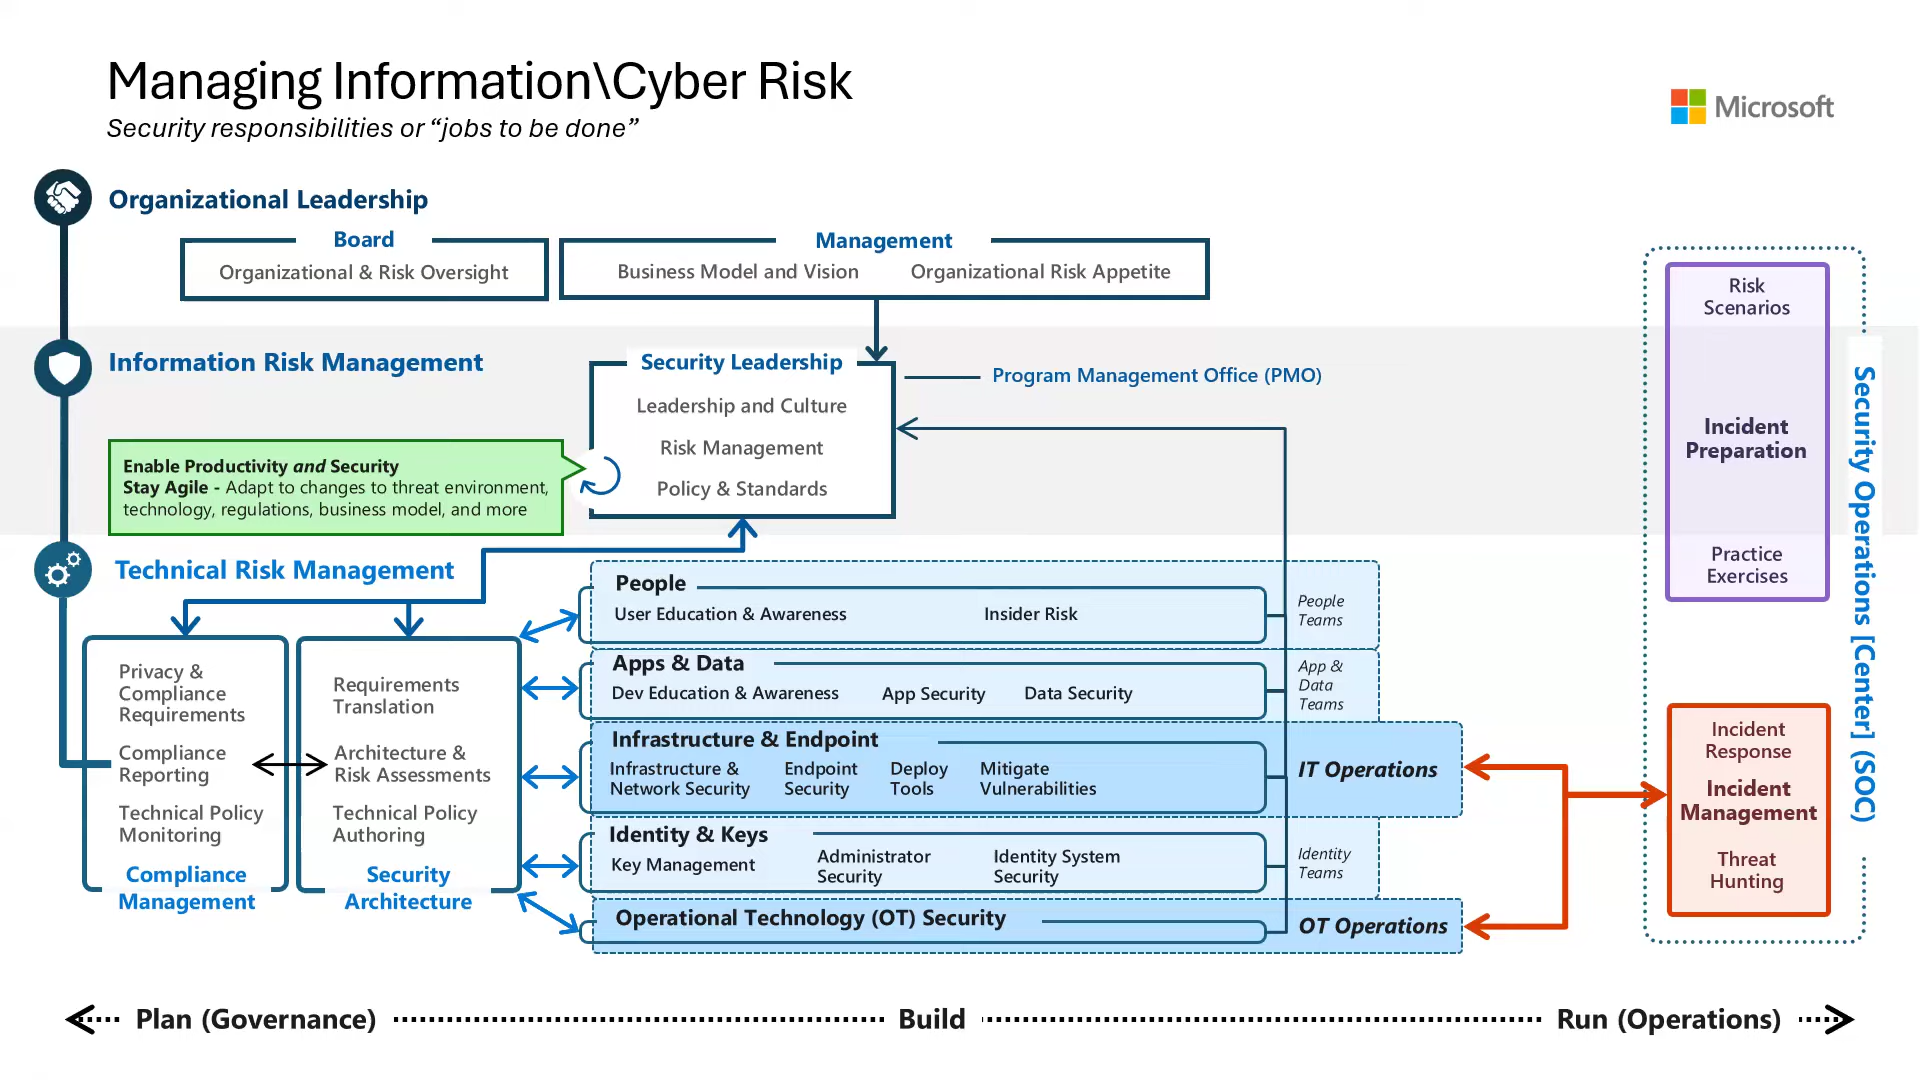 Managing Information\Cyber Risk
Security responsibilities or “jobs to be done”
Microsoft
Organizational Leadership
Board
Organizational & Risk Oversight
Management
Business Model and Vision
Organizational Risk Appetite
Information Risk Management
Security Leadership
Leadership and Culture
Risk Management
Policy & Standards
Program Management Office (PMO)
Enable Productivity and Security
Stay Agile - Adapt to changes to threat environment,
technology, regulations, business model, and more
Technical Risk Management
Privacy &
Compliance
Requirements
Compliance
Reporting
Technical Policy
Monitoring
Compliance
Management
Requirements
Translation
Architecture &
Risk Assessments
Technical Policy
Authoring
Security
Architecture
People
User Education & Awareness
Insider Risk
People
Teams
Apps & Data
Dev Education & Awareness
App Security
Data Security
App &
Data
Teams
Infrastructure & Endpoint
Infrastructure &
Network Security
Endpoint
Security
Deploy
Tools
Mitigate
Vulnerabilities
IT Operations
Identity & Keys
Key Management
Administrator
Security
Identity System
Security
Identity
Teams
Operational Technology (OT) Security
OT Operations
Risk
Scenarios
Incident
Preparation
Practice
Exercises
Incident
Response
Incident
Management
Threat
Hunting
Security Operations [Center] (SOC)
Plan (Governance)
Build
Run (Operations)